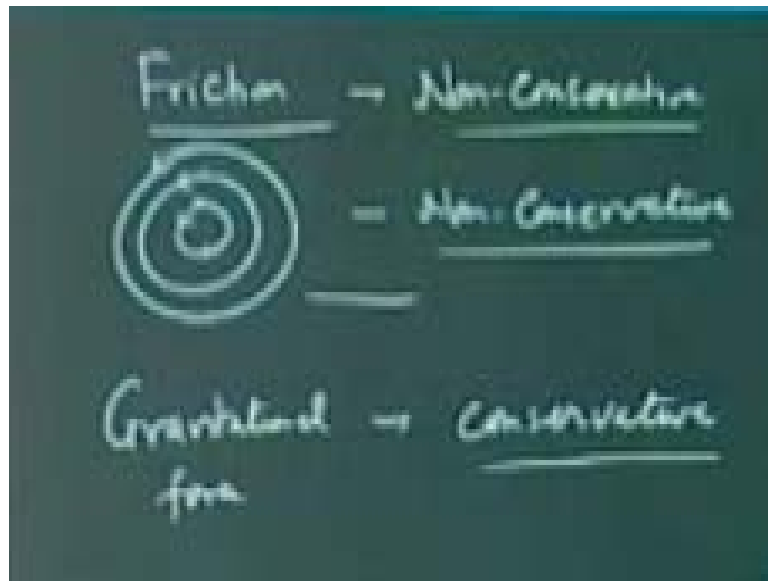 Friction → Non-Conservative
- Non-Conservative
Gravitational → conservative
force